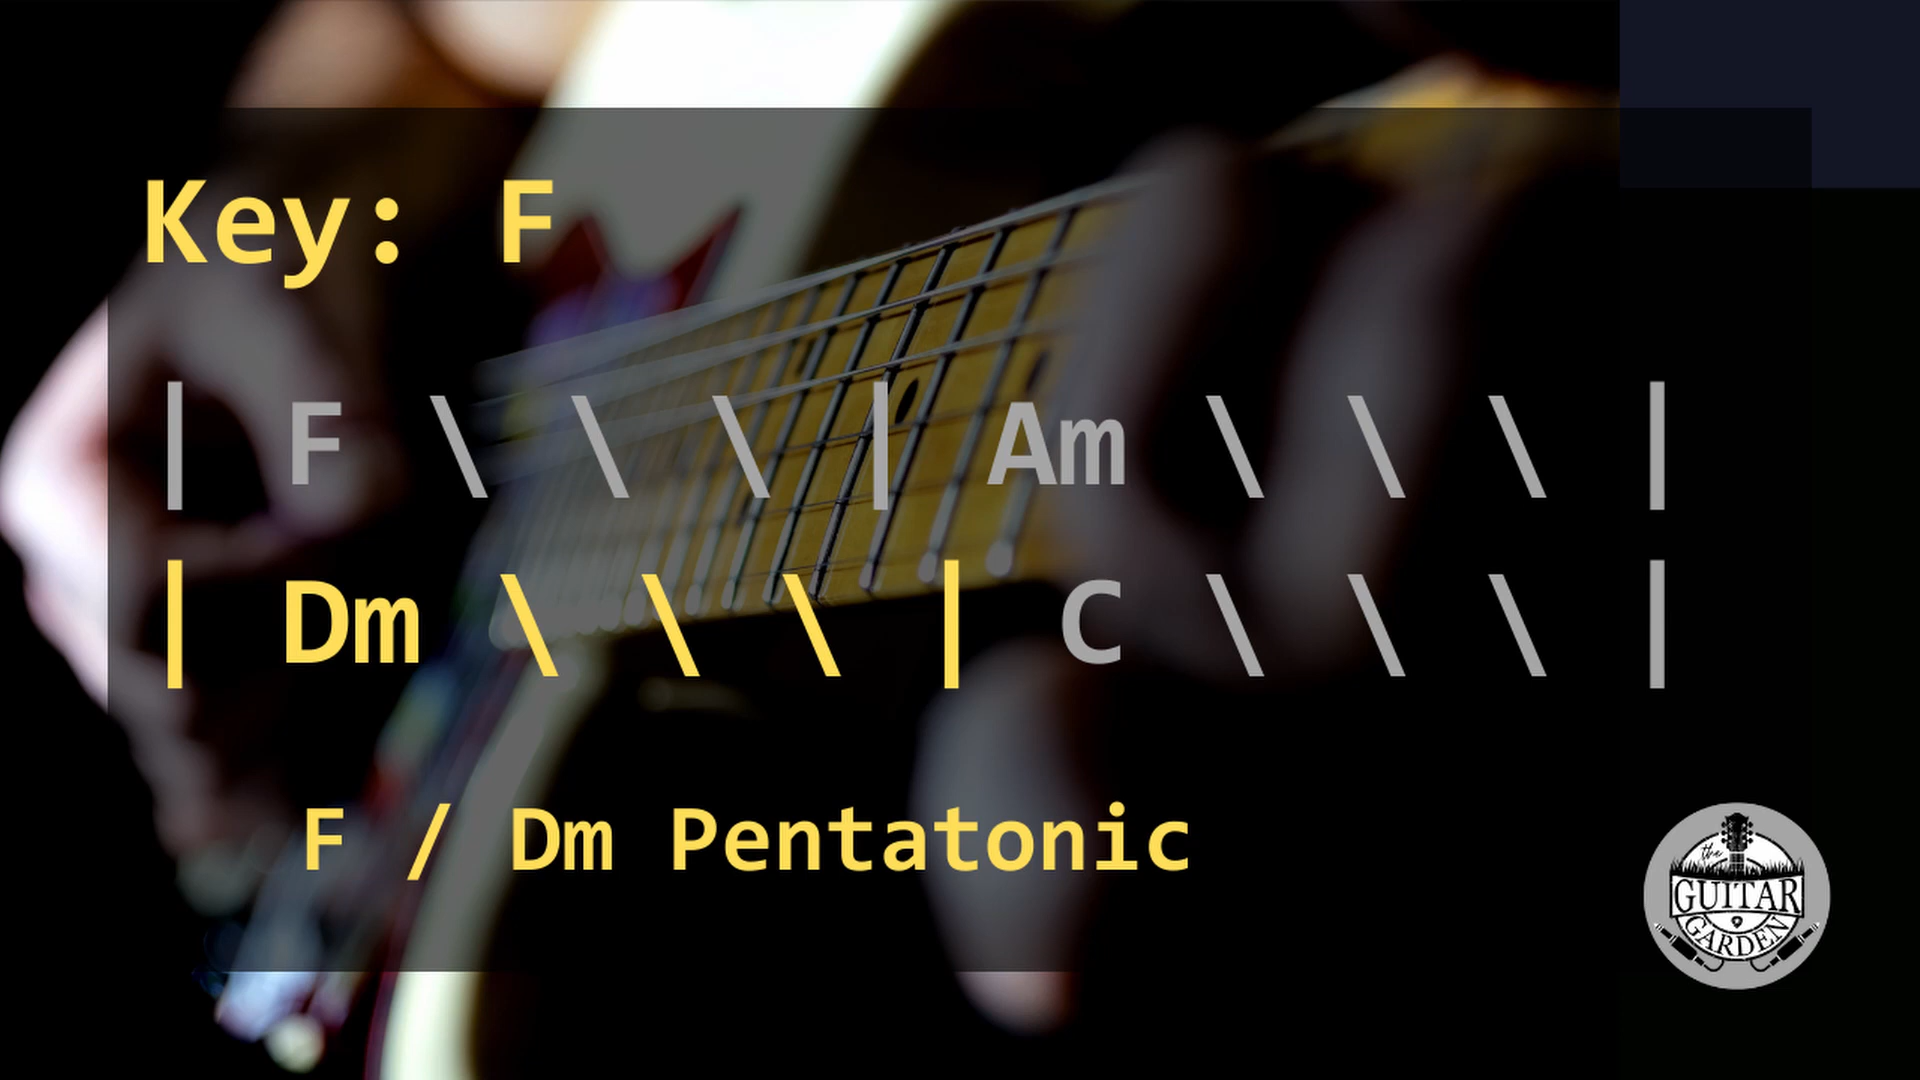 Key: F
| F \ \ \ | Am \ \ \ |
| Dm \ \ \ | C \ \ \ |
F / Dm Pentatonic
the
GUITAR
GARDEN